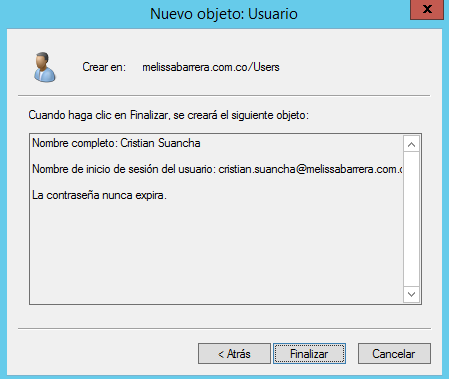 Nuevo objeto: Usuario
x
Crear en: melissabarrera.com.co/Users
Cuando haga clic en Finalizar, se creará el siguiente objeto:
Nombre completo: Cristian Suancha
Nombre de inicio de sesión del usuario: cristian.suancha@melissabarrera.com.c
La contraseña nunca expira.
< Atrás Finalizar Cancelar